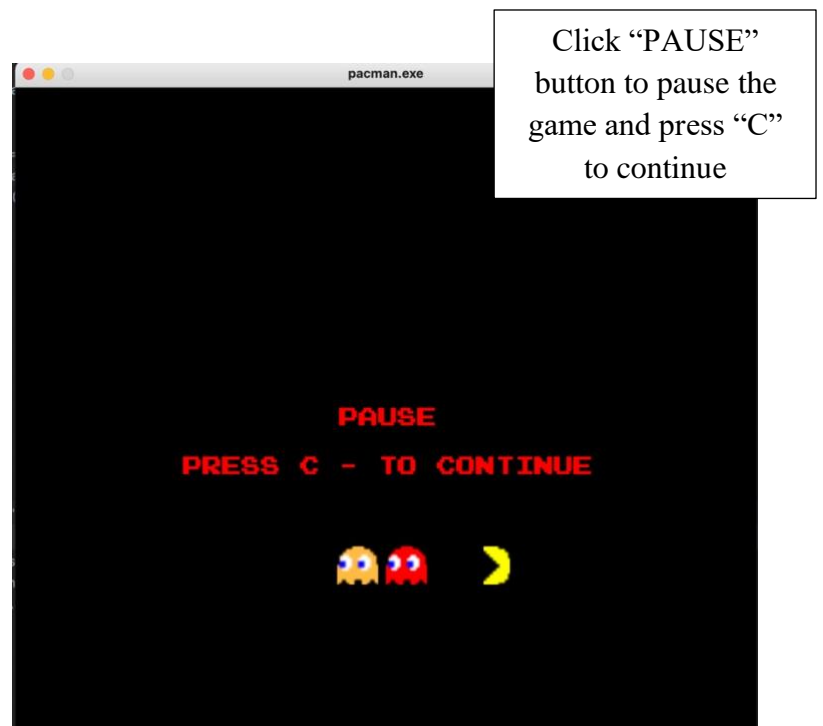 Click “PAUSE”
button to pause the
game and press “C”
to continue
pacman.exe
PAUSE
PRESS C - TO CONTINUE